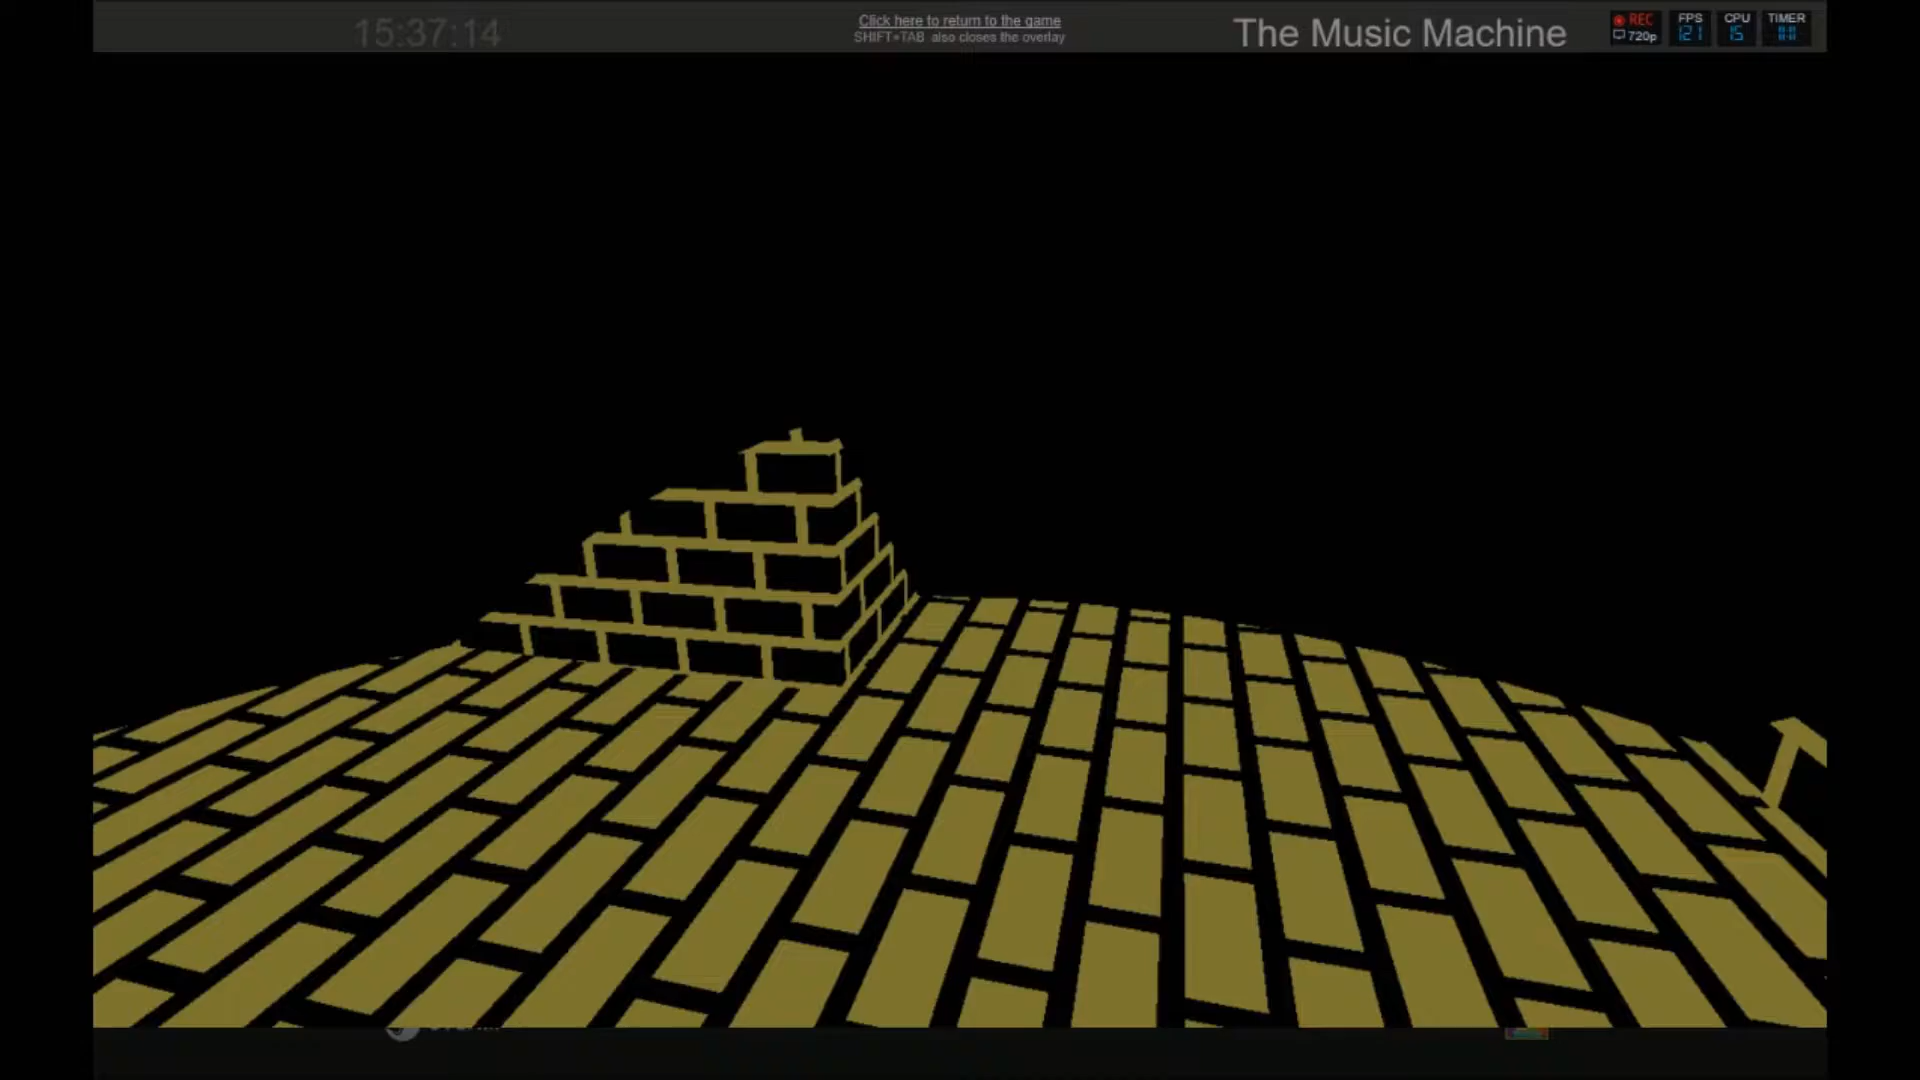 15:37:14
Click here to return to the game
SHIFT+TAB also closes the overlay
The Music Machine
REC
720p
FPS
121
CPU
15
TIMER